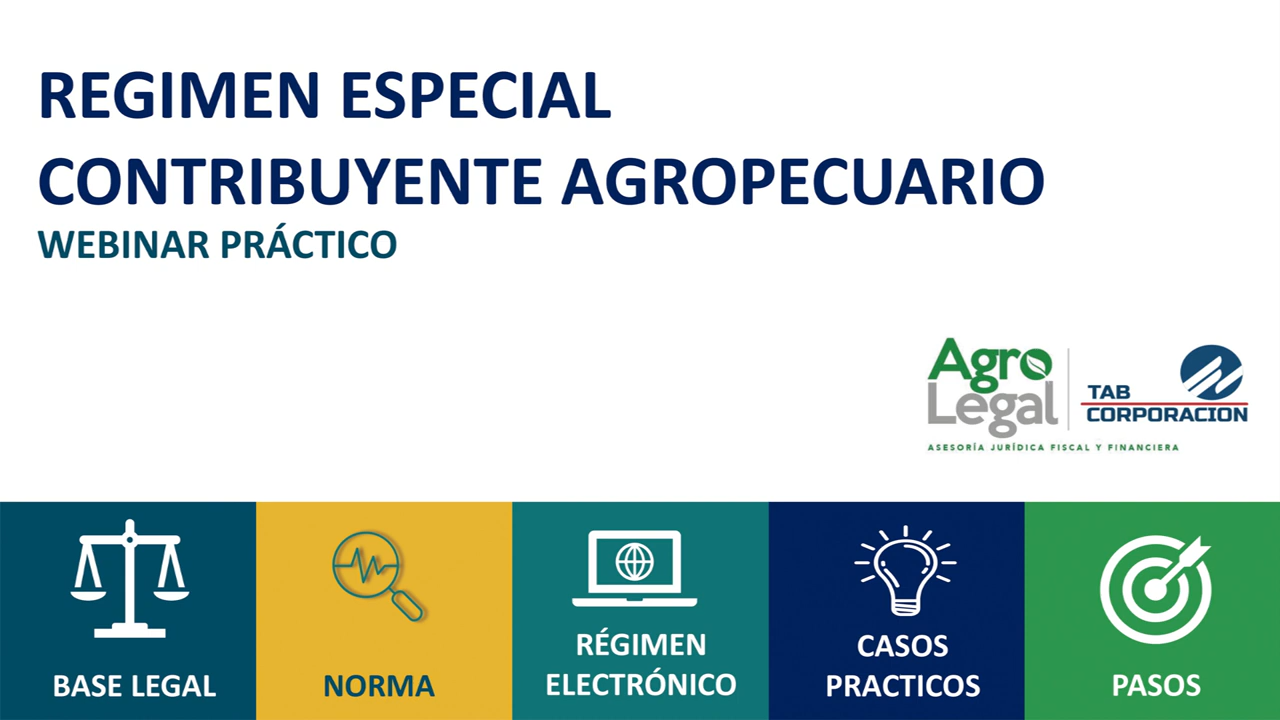 REGIMEN ESPECIAL
CONTRIBUYENTE AGROPECUARIO
WEBINAR PRÁCTICO
Agro
Legal
ASESORÍA JURÍDICA FISCAL Y FINANCIERA
TAB
CORPORACION
BASE LEGAL
NORMA
RÉGIMEN
ELECTRÓNICO
CASOS
PRACTICOS
PASOS